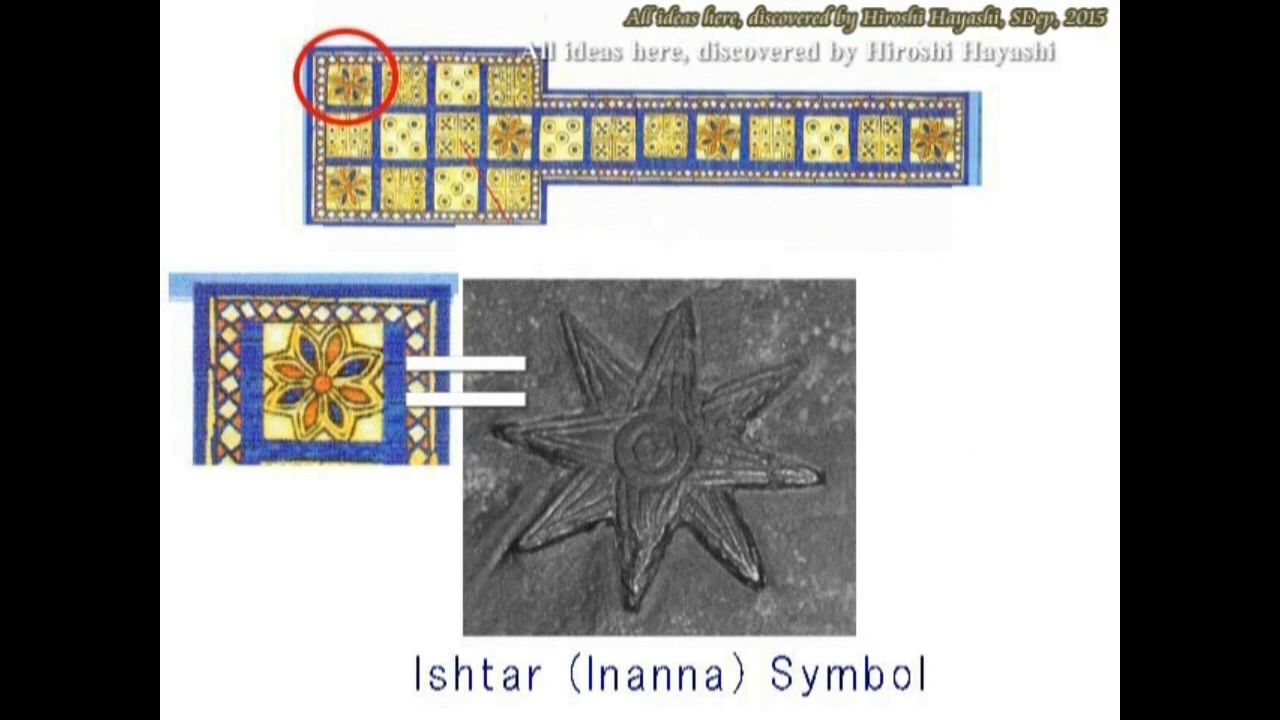 All ideas here, discovered by Hiroshi Hayashi, SDep, 2015
All ideas here, discovered by Hiroshi Hayashi
Ishtar (Inanna) Symbol